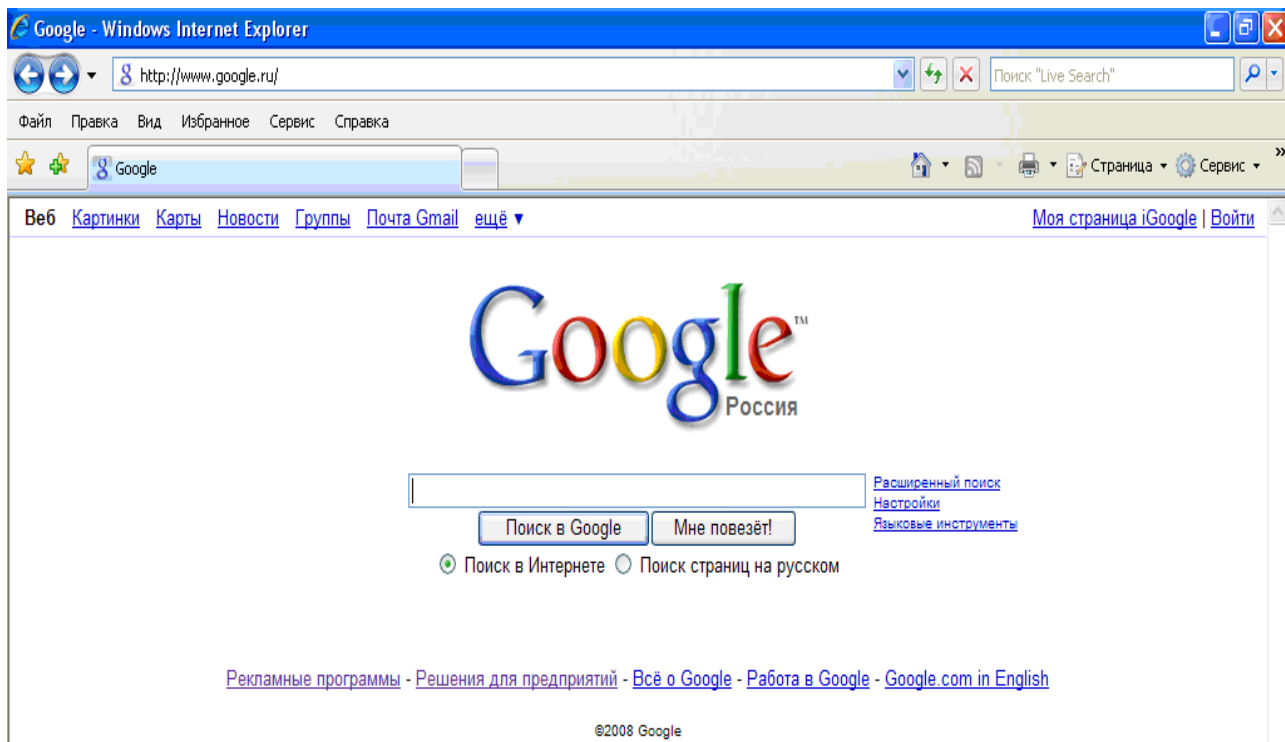 Google - Windows Internet Explorer
http://www.google.ru/ Поиск "Live Search"
Файл Правка Вид Избранное Сервис Справка
Google Страница Сервис »
Веб Картинки Карты Новости Группы Почта Gmail ещё ▼ Моя страница iGoogle | Войти
Google™
Россия
Расширенный поиск
Настройки
Языковые инструменты
Поиск в Google Мне повезёт!
Поиск в Интернете Поиск страниц на русском
Рекламные программы - Решения для предприятий - Всё о Google - Работа в Google - Google.com in English
©2008 Google